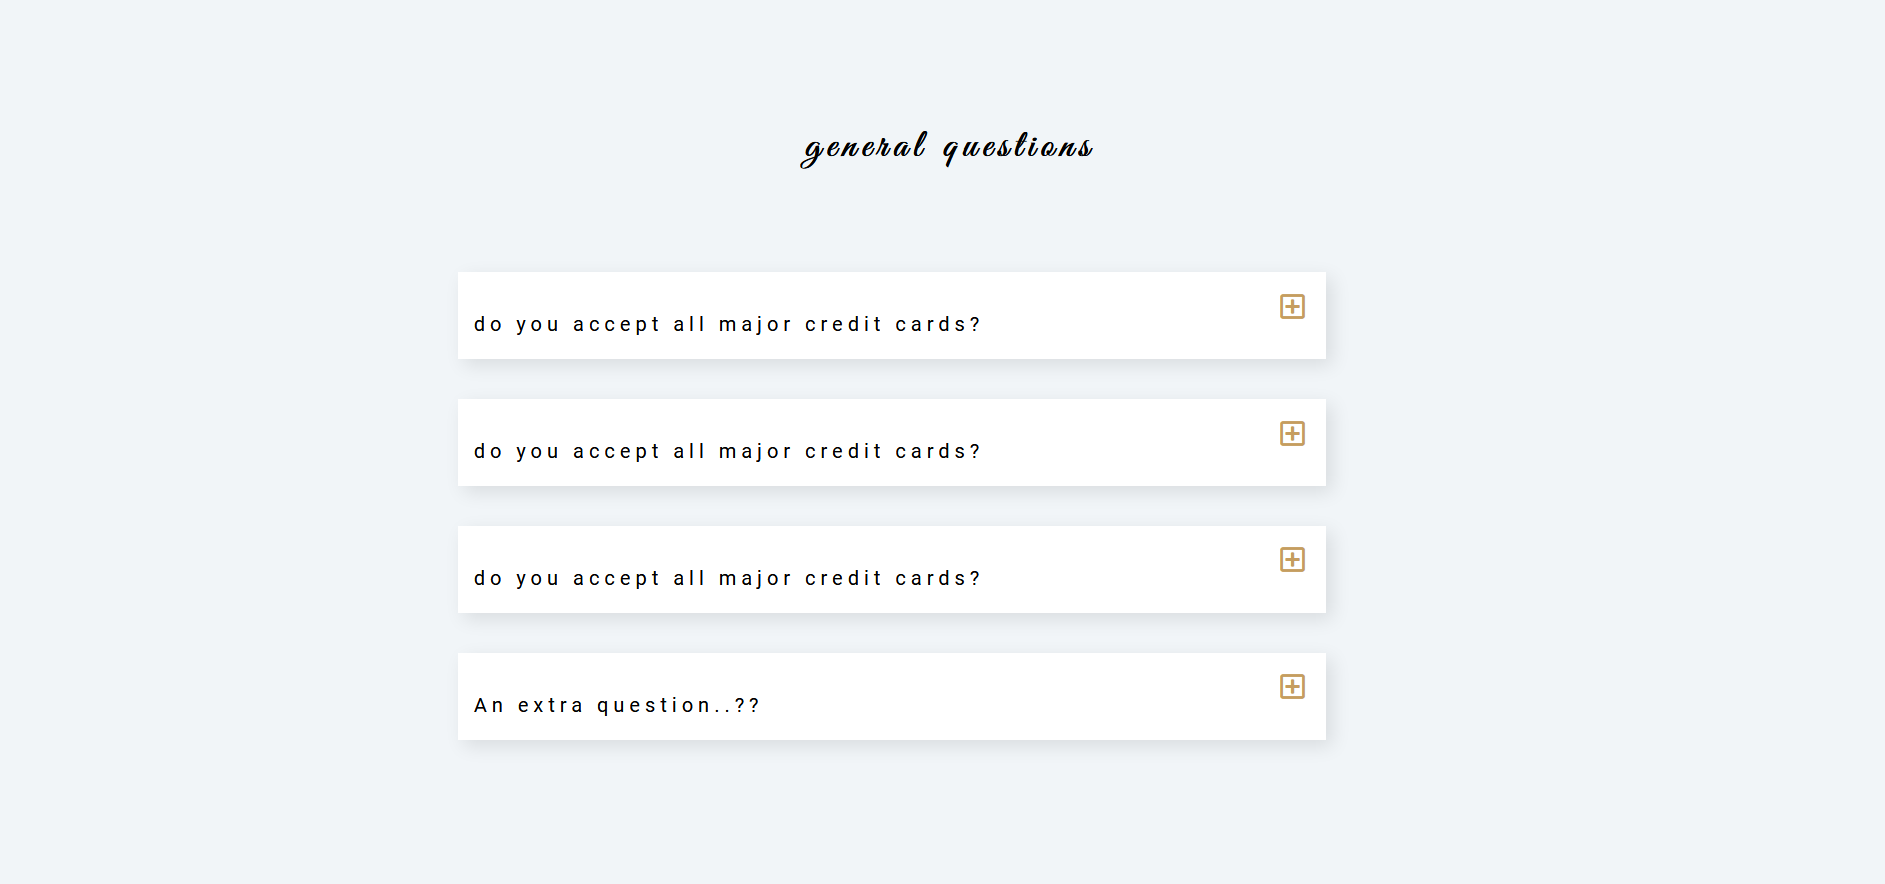 general questions
do you accept all major credit cards?
do you accept all major credit cards?
do you accept all major credit cards?
An extra question..??